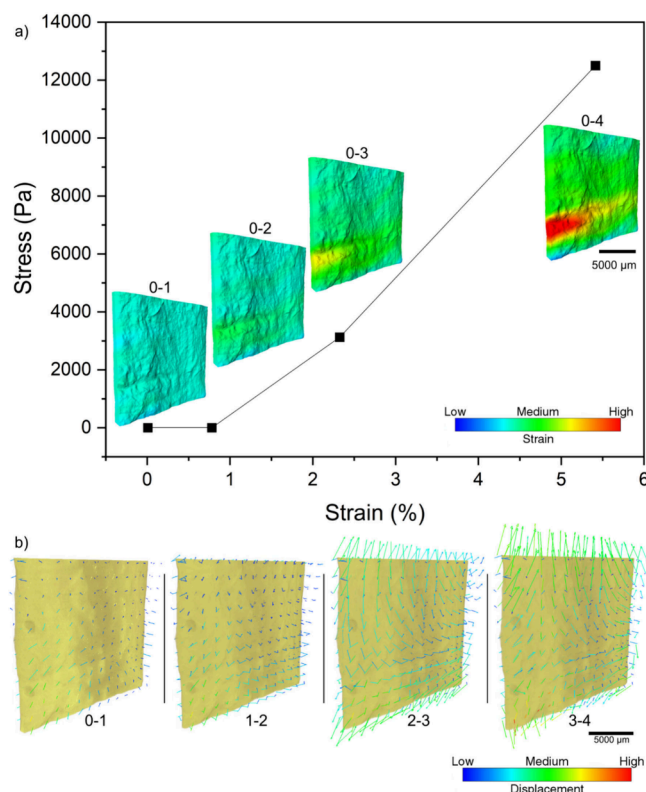 a)
14000
12000
10000
8000
6000
4000
2000
0
Stress (Pa)
0-1
0-2
0-3
0-4
5000 µm
Low Medium High
Strain
0 1 2 3 4 5 6
Strain (%)
b)
0-1
1-2
2-3
3-4
5000 µm
Low Medium High
Displacement